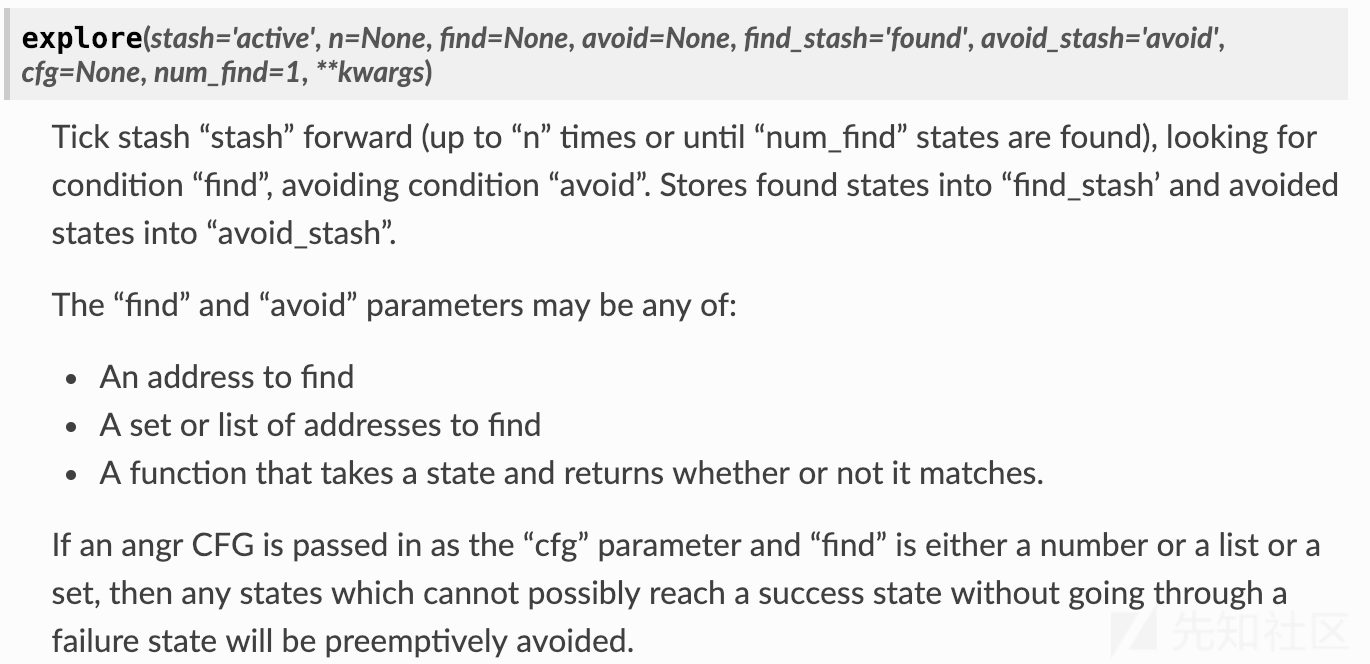 explore(stash='active', n=None, find=None, avoid=None, find_stash='found', avoid_stash='avoid',
cfg=None, num_find=1, **kwargs)
Tick stash “stash” forward (up to “n” times or until “num_find” states are found), looking for
condition “find”, avoiding condition “avoid”. Stores found states into “find_stash’ and avoided
states into “avoid_stash”.
The “find” and “avoid” parameters may be any of:
• An address to find
• A set or list of addresses to find
• A function that takes a state and returns whether or not it matches.
If an angr CFG is passed in as the “cfg” parameter and “find” is either a number or a list or a
set, then any states which cannot possibly reach a success state without going through a
failure state will be preemptively avoided.
先知社区